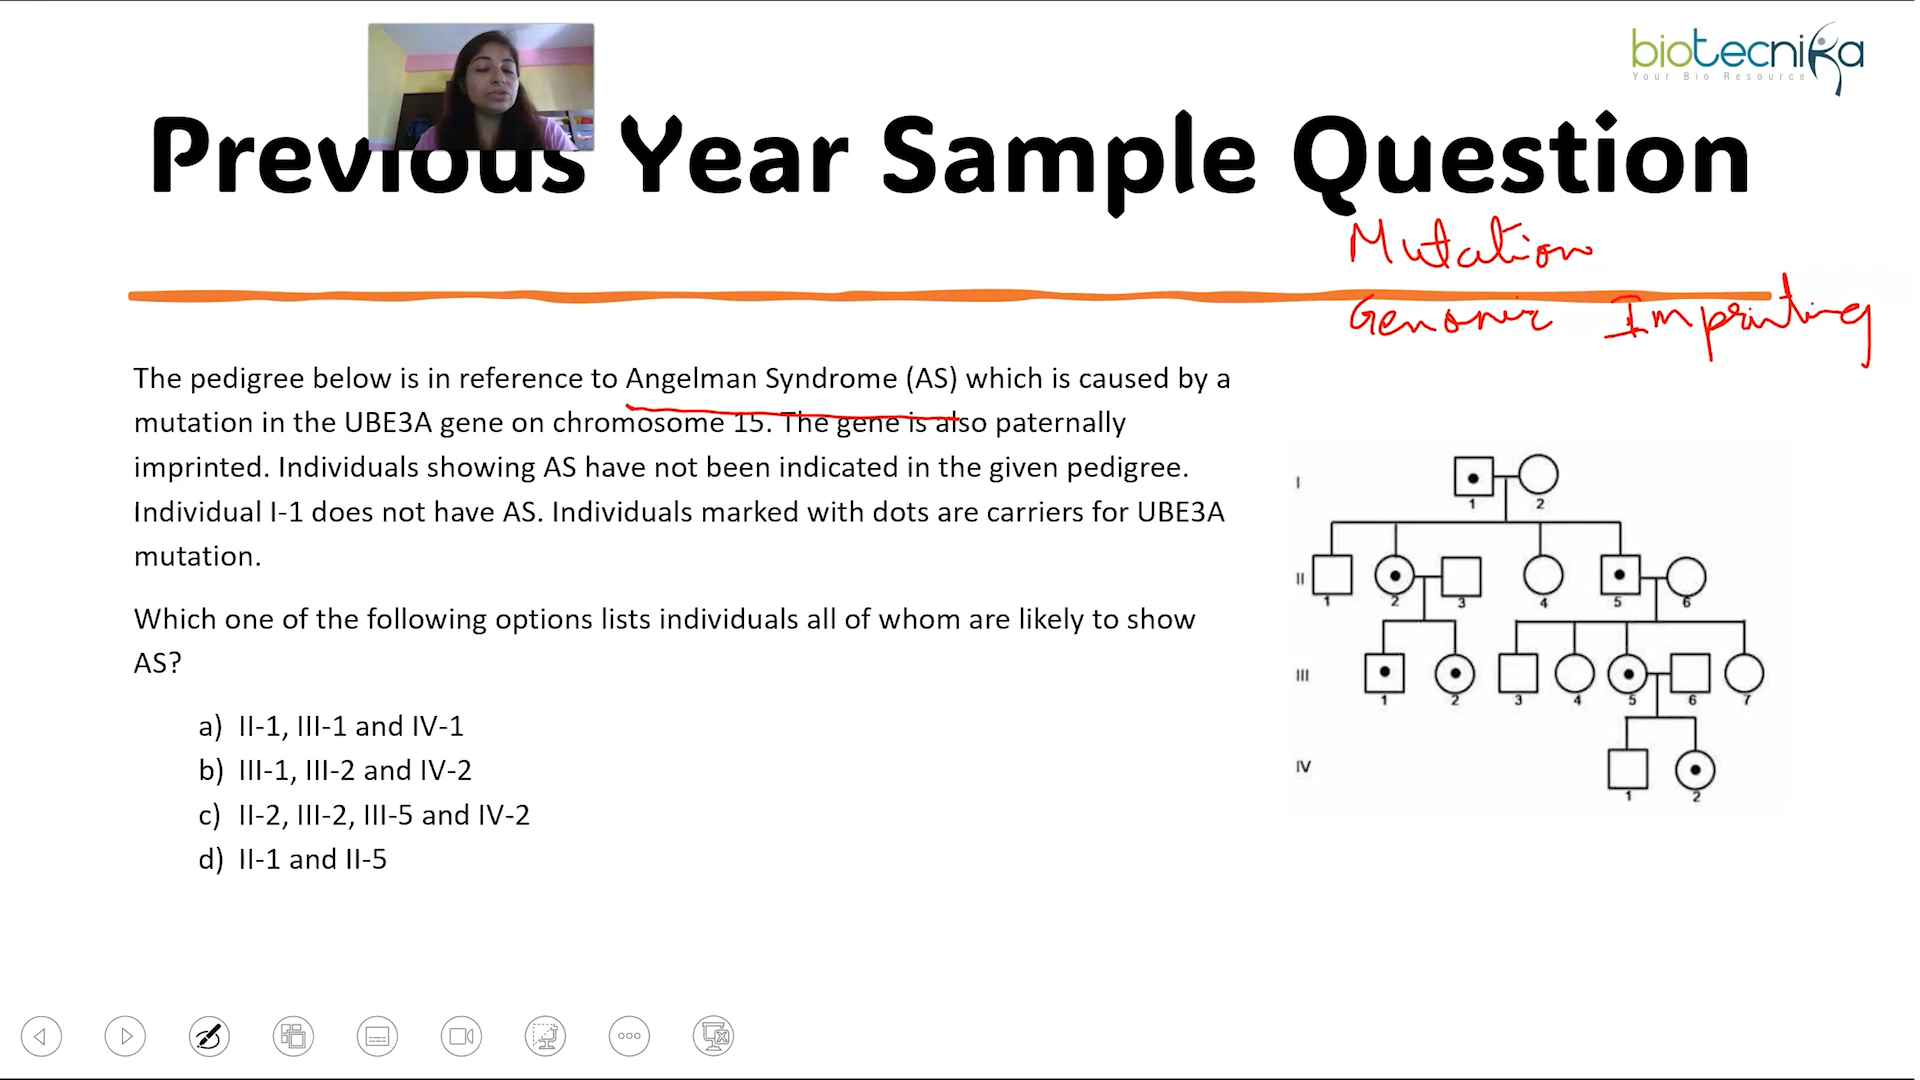 biotecnika
Your Bio Resource
Previous Year Sample Question
Mutation
Genomic Imprinting
The pedigree below is in reference to Angelman Syndrome (AS) which is caused by a
mutation in the UBE3A gene on chromosome 15. The gene is also paternally
imprinted. Individuals showing AS have not been indicated in the given pedigree.
Individual I-1 does not have AS. Individuals marked with dots are carriers for UBE3A
mutation.
Which one of the following options lists individuals all of whom are likely to show
AS?
a) II-1, III-1 and IV-1
b) III-1, III-2 and IV-2
c) II-2, III-2, III-5 and IV-2
d) II-1 and II-5
I
1 2
II
1 2 3 4 5 6
III
1 2 3 4 5 6 7
IV
1 2